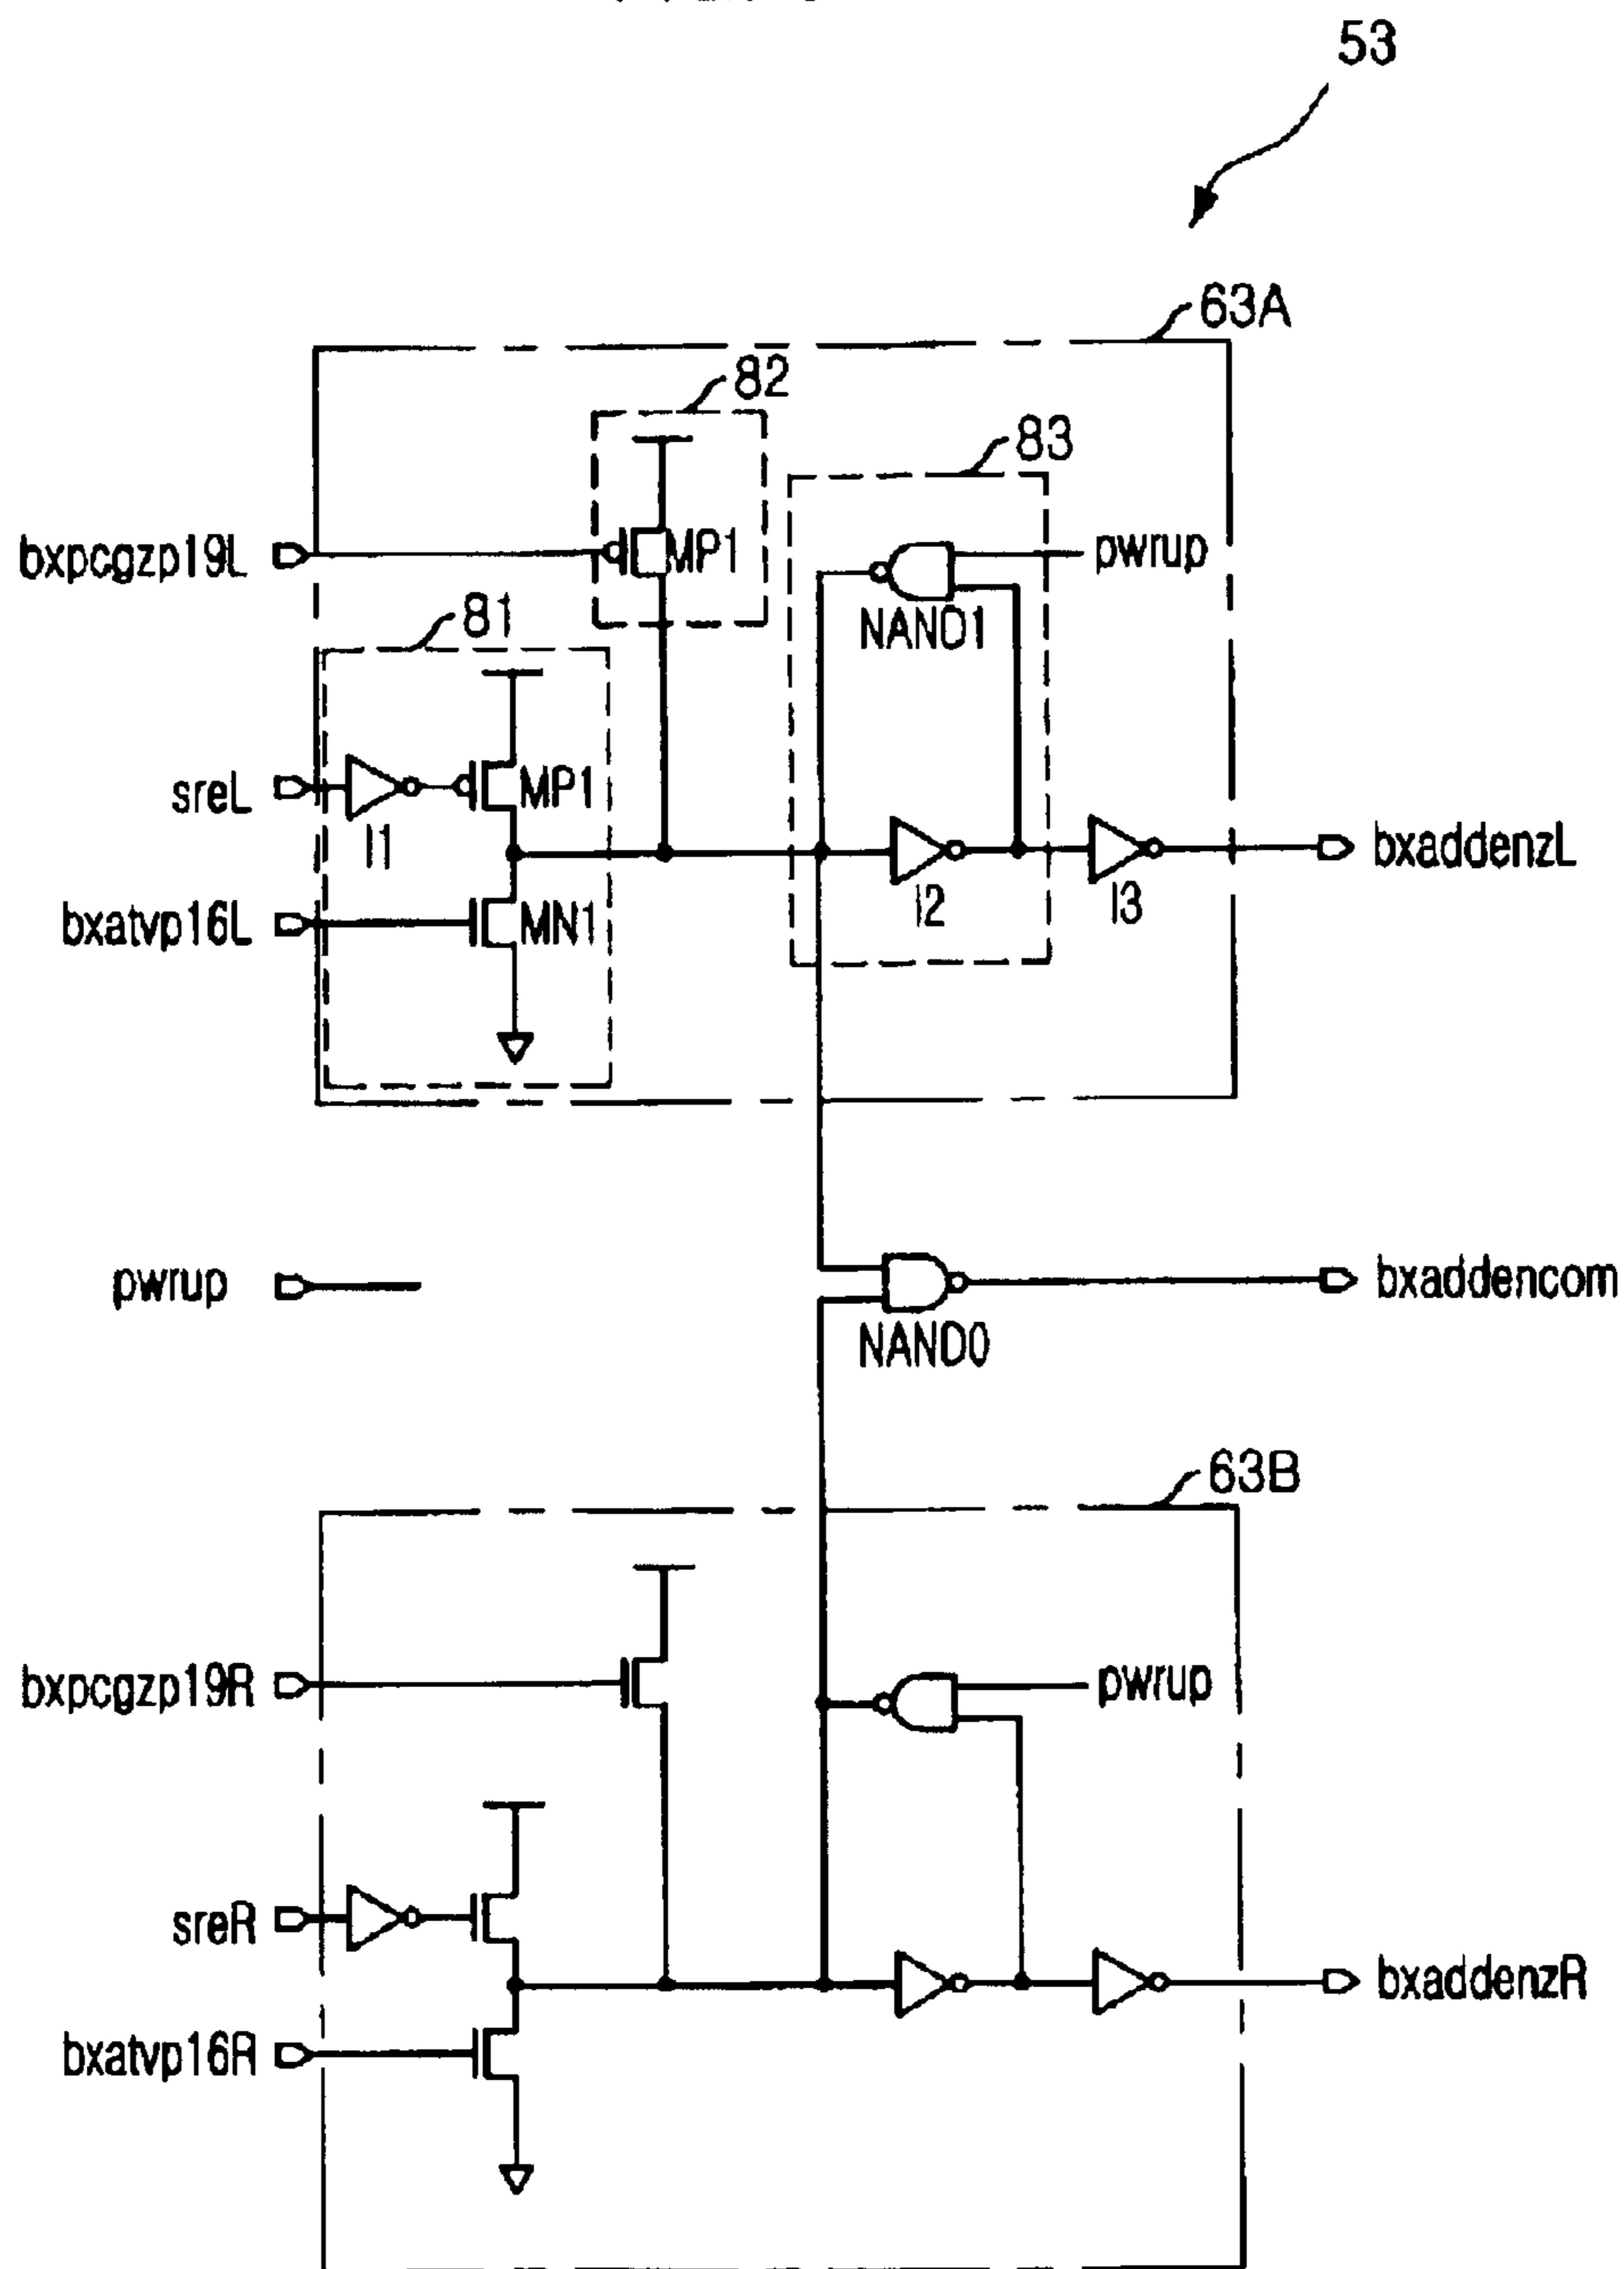 53
63A
82
83
bxpcgzp19L
MP1
pwrup
NAND1
81
sreL
I1
MP1
bxaddenzL
I2
I3
bxatvp16L
MN1
pwrup
bxaddencom
NAND0
63B
bxpcgzp19R
pwrup
sreR
bxaddenzR
bxatvp16R